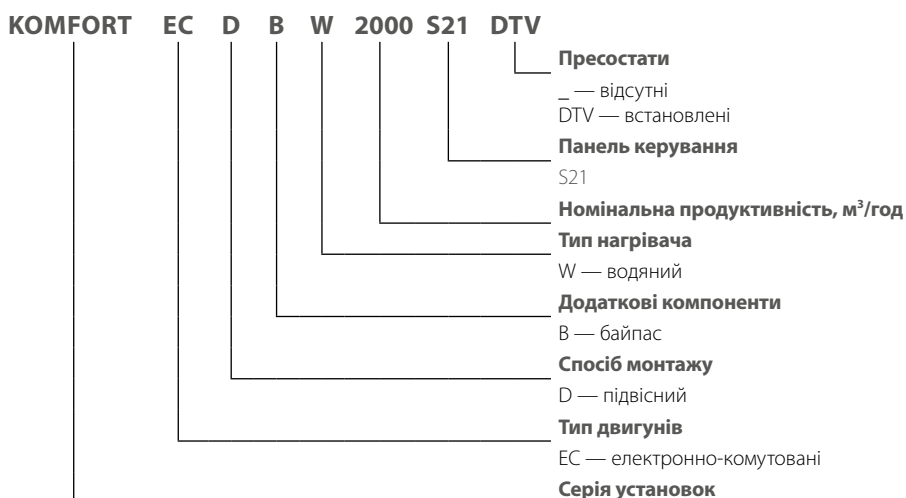 KOMFORT EC D B W 2000 S21 DTV
Пресостати
_ — відсутні
DTV — встановлені
Панель керування
S21
Номінальна продуктивність, м³/год
Тип нагрівача
W — водяний
Додаткові компоненти
B — байпас
Спосіб монтажу
D — підвісний
Тип двигунів
EC — електронно-комутовані
Серія установок